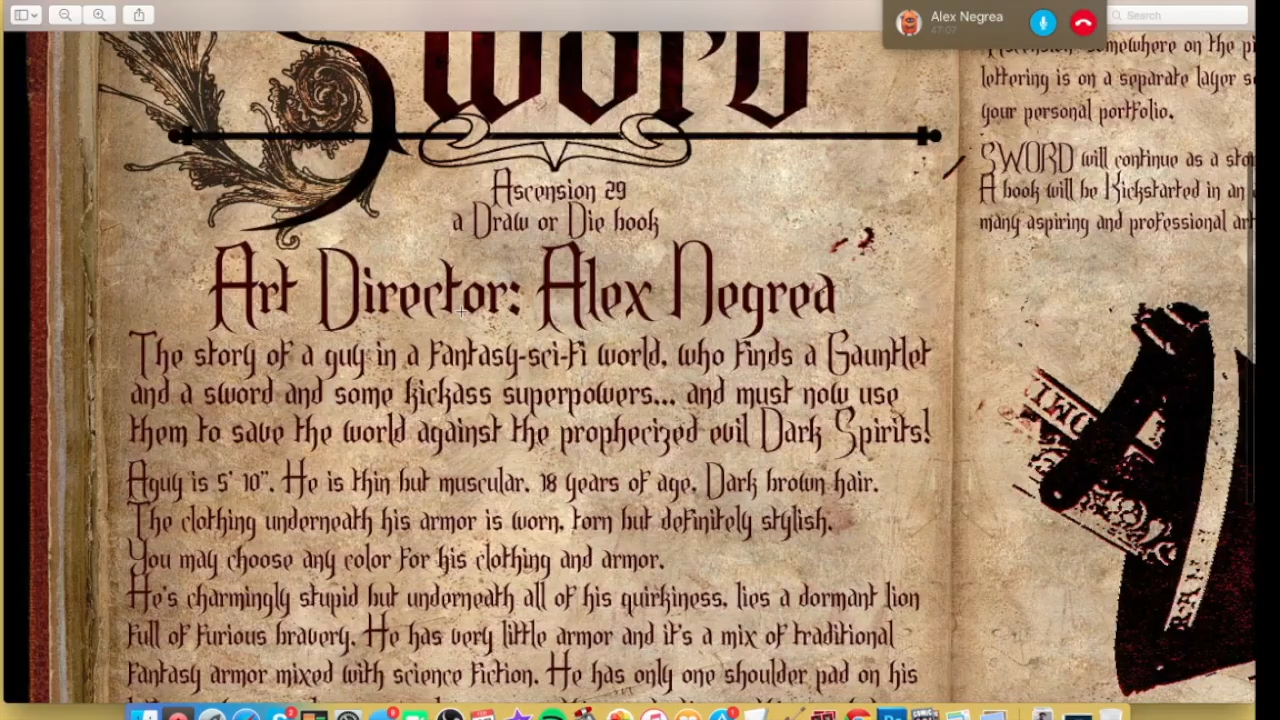 Alex Negrea
47:07
Search
Sword
Ascension 29
a Draw or Die book
Art Director: Alex Negrea
The story of a guy in a fantasy-sci-fi world, who finds a Gauntlet
and a sword and some kickass superpowers... and must now use
them to save the world against the prophecized evil Dark Spirits!
Aguy is 5' 10". He is thin but muscular. 18 years of age. Dark brown hair.
The clothing underneath his armor is worn, torn but definitely stylish.
You may choose any color for his clothing and armor.
He's charmingly stupid but underneath all of his quirkiness, lies a dormant lion
full of furious bravery. He has very little armor and it's a mix of traditional
fantasy armor mixed with science fiction. He has only one shoulder pad on his
Ascension somewhere on the
lettering is on a separate layer
your personal portfolio.
SWORD will continue as a
A book will be Kickstarted in an
many aspiring and professional